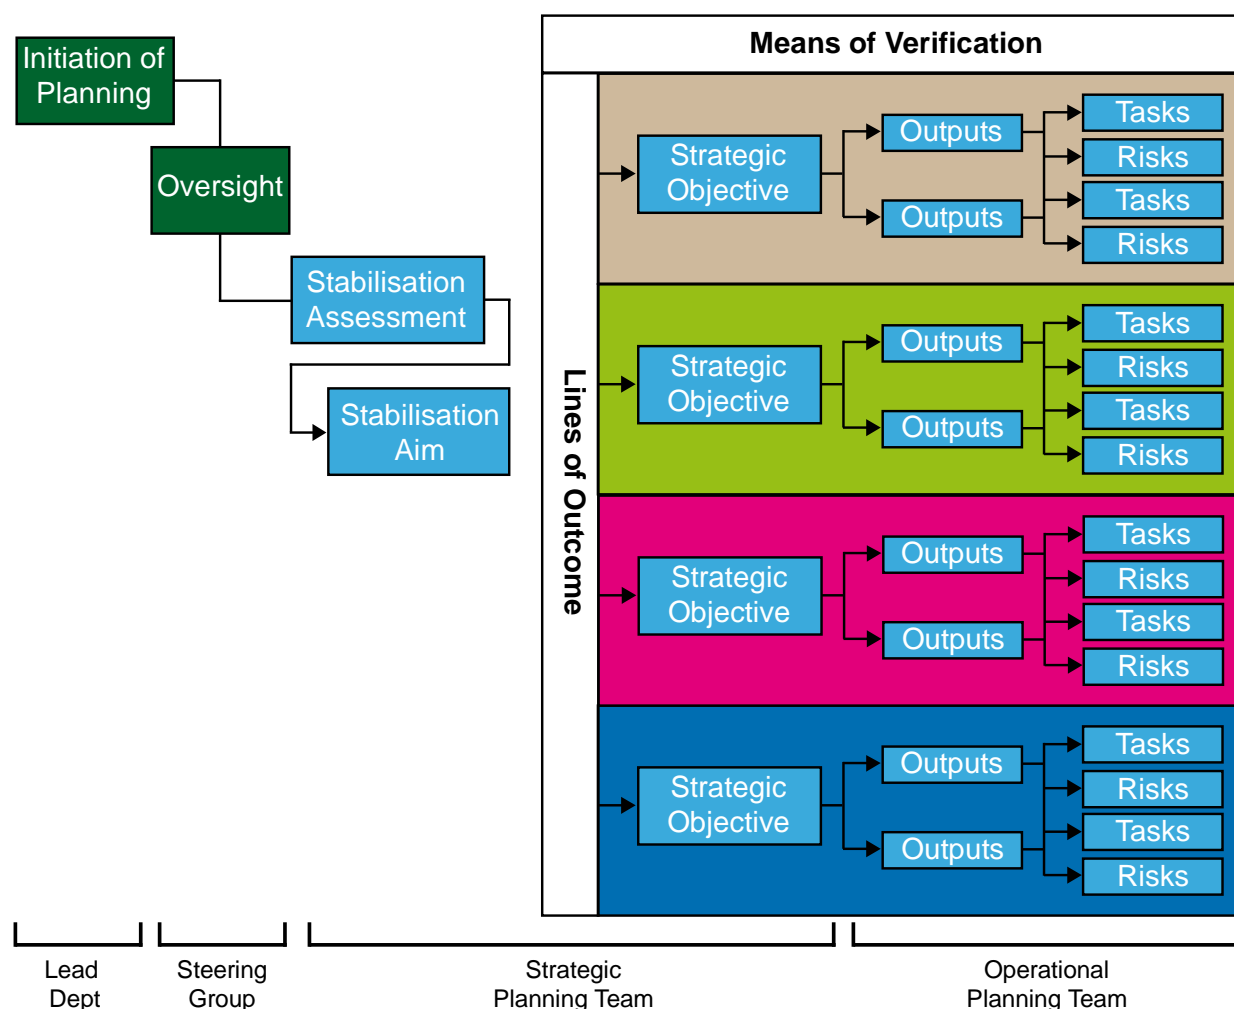 Initiation of
Planning
Oversight
Stabilisation
Assessment
Stabilisation
Aim
Means of Verification
Lines of Outcome
Strategic
Objective
Outputs
Outputs
Tasks
Risks
Tasks
Risks
Strategic
Objective
Outputs
Outputs
Tasks
Risks
Tasks
Risks
Strategic
Objective
Outputs
Outputs
Tasks
Risks
Tasks
Risks
Strategic
Objective
Outputs
Outputs
Tasks
Risks
Tasks
Risks
Lead
Dept
Steering
Group
Strategic
Planning Team
Operational
Planning Team